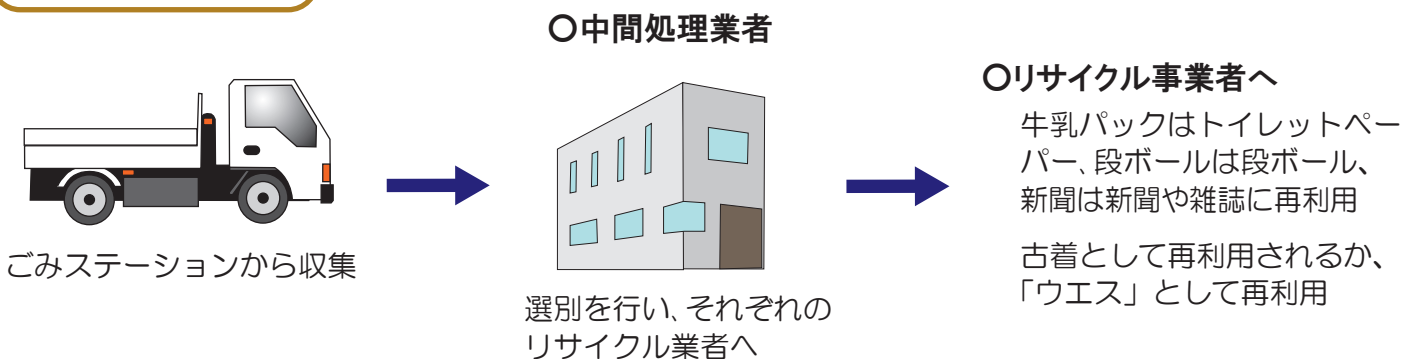 ごみステーションから収集
〇中間処理業者
選別を行い、それぞれの
リサイクル業者へ
〇リサイクル事業者へ
牛乳パックはトイレットペー
パー、段ボールは段ボール、
新聞は新聞や雑誌に再利用
古着として再利用されるか、
「ウエス」として再利用